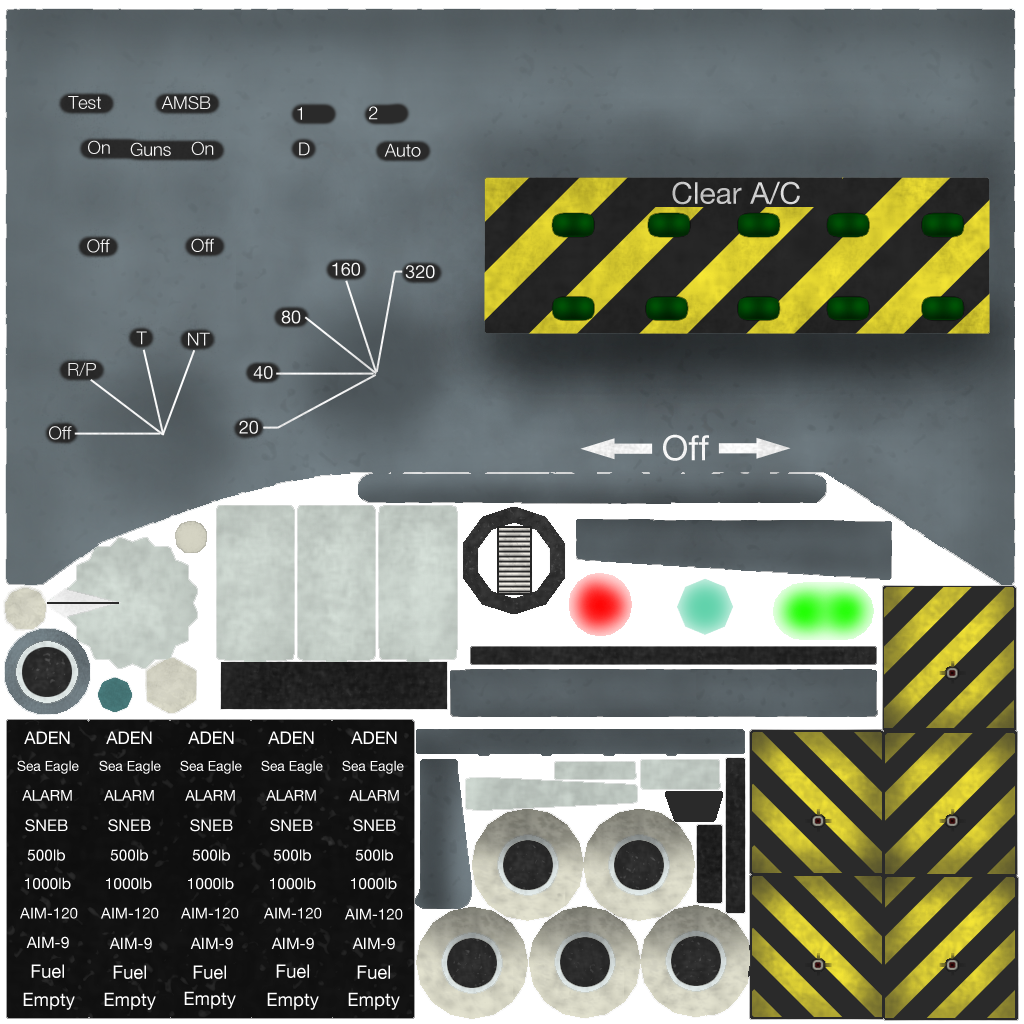 Test AMSB
1 2
On Guns On
D Auto
Clear A/C
Off Off
160 320
80
T NT
R/P
40
Off
20
Off
ADEN ADEN ADEN ADEN ADEN
Sea Eagle Sea Eagle Sea Eagle Sea Eagle Sea Eagle
ALARM ALARM ALARM ALARM ALARM
SNEB SNEB SNEB SNEB SNEB
500lb 500lb 500lb 500lb 500lb
1000lb 1000lb 1000lb 1000lb 1000lb
AIM-120 AIM-120 AIM-120 AIM-120 AIM-120
AIM-9 AIM-9 AIM-9 AIM-9 AIM-9
Fuel Fuel Fuel Fuel Fuel
Empty Empty Empty Empty Empty